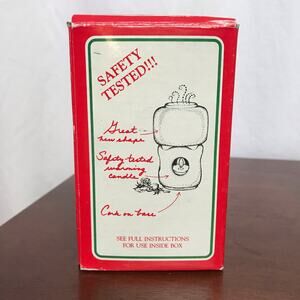 SAFETY
TESTED!!!
Great
new shape
Safety-tested
warming
candle
Cork on base
SEE FULL INSTRUCTIONS
FOR USE INSIDE BOX